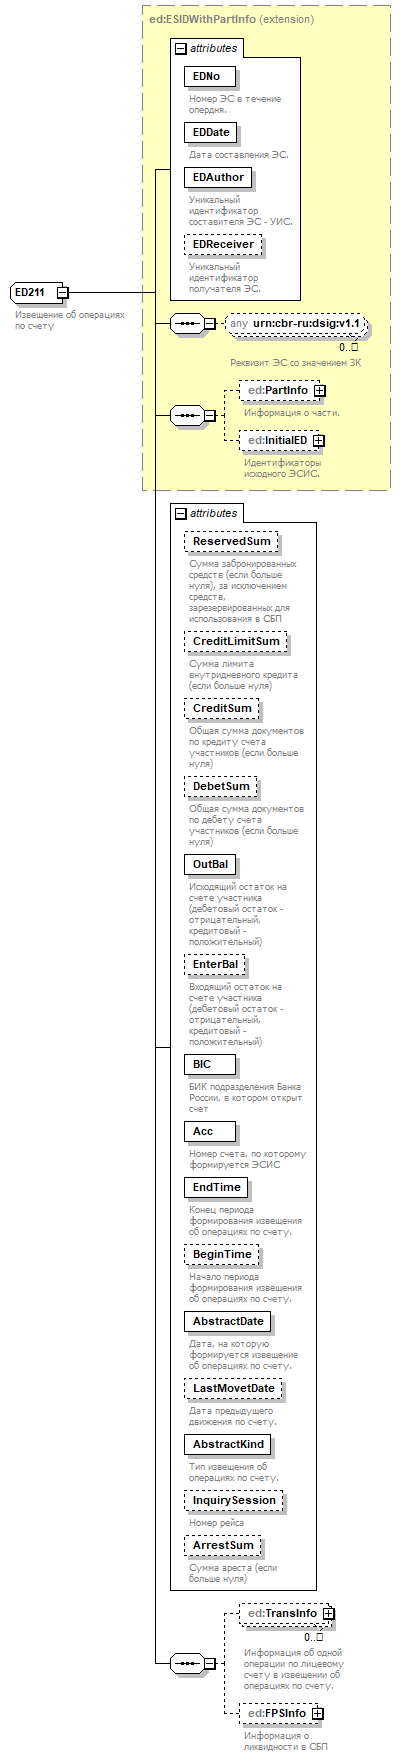 ed:ESIDWithPartInfo (extension)
attributes
EDNo
Номер ЭС в течение
опердня.
EDDate
Дата составления ЭС.
EDAuthor
Уникальный
идентификатор
составителя ЭС - УИС.
EDReceiver
Уникальный
идентификатор
получателя ЭС.
ED211
Извещение об операциях
по счету
any urn:cbr-ru:dsig:v1.1
0..□
Реквизит ЭС со значением ЗК
ed:PartInfo
Информация о части.
ed:InitialED
Идентификаторы
исходного ЭСИС.
attributes
ReservedSum
Сумма забронированных
средств (если больше
нуля), за исключением
средств,
зарезервированных для
использования в СБП
CreditLimitSum
Сумма лимита
внутридневного кредита
(если больше нуля)
CreditSum
Общая сумма документов
по кредиту счета
участников (если больше
нуля)
DebetSum
Общая сумма документов
по дебету счета
участников (если больше
нуля)
OutBal
Исходящий остаток на
счете участника
(дебетовый остаток -
отрицательный,
кредитовый -
положительный)
EnterBal
Входящий остаток на
счете участника
(дебетовый остаток -
отрицательный,
кредитовый -
положительный)
BIC
БИК подразделения Банка
России, в котором открыт
счет
Acc
Номер счета, по которому
формируется ЭСИС
EndTime
Конец периода
формирования извещения
об операциях по счету.
BeginTime
Начало периода
формирования извещения
об операциях по счету.
AbstractDate
Дата, на которую
формируется извещение
об операциях по счету.
LastMovetDate
Дата предыдущего
движения по счету.
AbstractKind
Тип извещения об
операциях по счету.
InquirySession
Номер рейса
ArrestSum
Сумма ареста (если
больше нуля)
ed:TransInfo
0..□
Информация об одной
операции по лицевому
счету в извещении об
операциях по счету.
ed:FPSInfo
Информация о
ликвидности в СБП